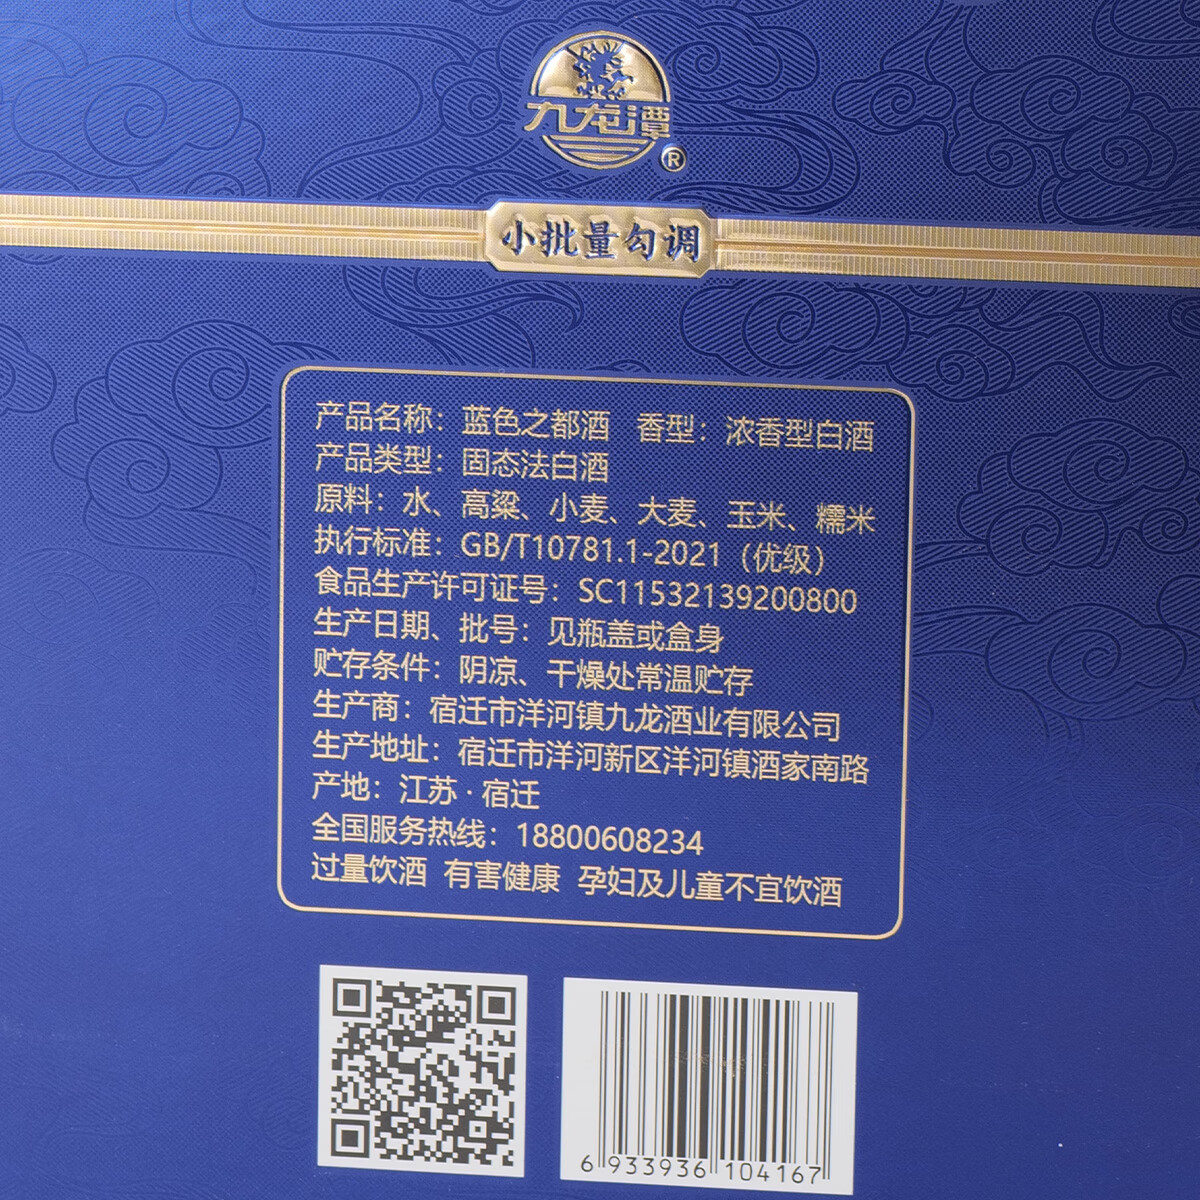 九龙潭
®
小批量勾调
产品名称：蓝色之都酒 香型：浓香型白酒
产品类型：固态法白酒
原料：水、高粱、小麦、大麦、玉米、糯米
执行标准：GB/T10781.1-2021（优级）
食品生产许可证号：SC11532139200800
生产日期、批号：见瓶盖或盒身
贮存条件：阴凉、干燥处常温贮存
生产商：宿迁市洋河镇九龙酒业有限公司
生产地址：宿迁市洋河新区洋河镇酒家南路
产地：江苏·宿迁
全国服务热线：18800608234
过量饮酒 有害健康 孕妇及儿童不宜饮酒
6 933936 104167